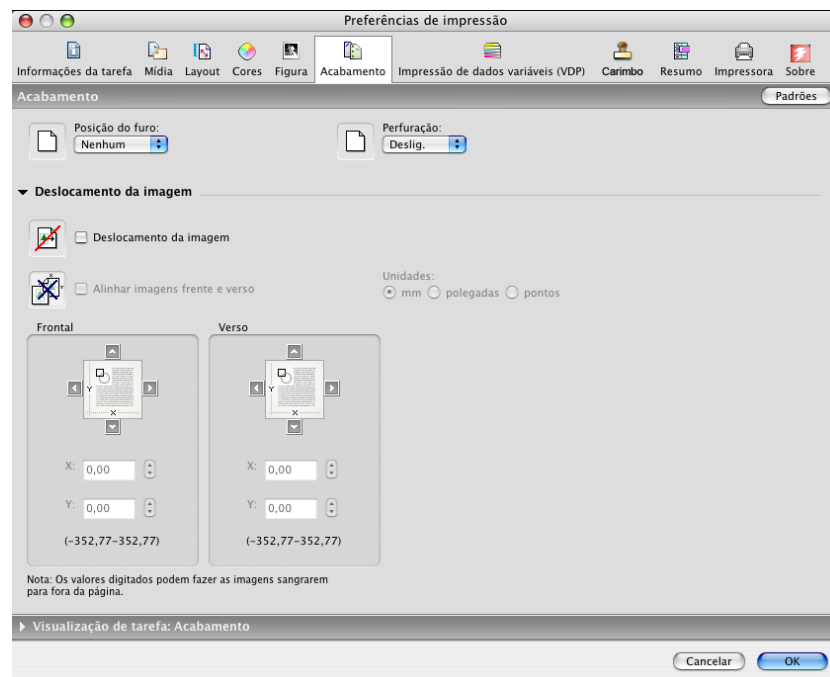 Preferências de impressão
Informações da tarefa Mídia Layout Cores Figura Acabamento Impressão de dados variáveis (VDP) Carimbo Resumo Impressora Sobre
Acabamento Padrões
Posição do furo: Perfuração:
Nenhum Deslig.
Deslocamento da imagem
Deslocamento da imagem
Unidades:
Alinhar imagens frente e verso mm polegadas pontos
Frontal Verso
Y Y
X X
X: 0,00 X: 0,00
Y: 0,00 Y: 0,00
(-352,77-352,77) (-352,77-352,77)
Nota: Os valores digitados podem fazer as imagens sangrarem
para fora da página.
Visualização de tarefa: Acabamento
Cancelar OK